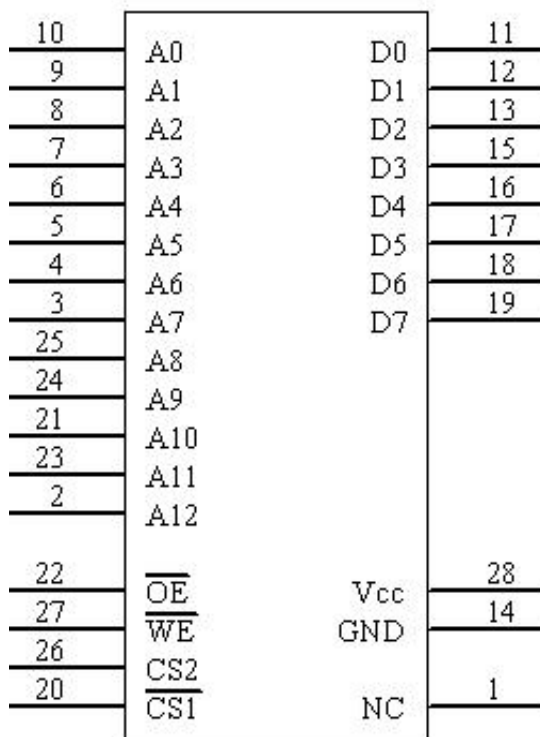 10 A0 D0 11
9 A1 D1 12
8 A2 D2 13
7 A3 D3 15
6 A4 D4 16
5 A5 D5 17
4 A6 D6 18
3 A7 D7 19
25 A8
24 A9
21 A10
23 A11
2 A12
22 OE Vcc 28
27 WE GND 14
26 CS2
20 CS1 NC 1